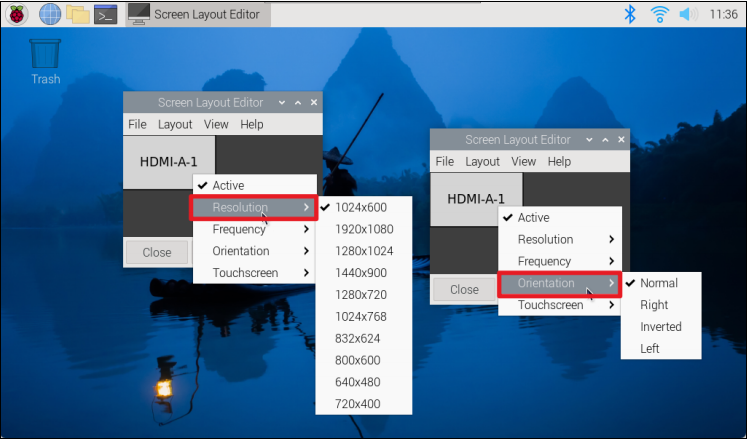 Screen Layout Editor
11:36
Trash
Screen Layout Editor
File Layout View Help
HDMI-A-1
Active
Resolution
Frequency
Orientation
Touchscreen
Close
1024x600
1920x1080
1280x1024
1440x900
1280x720
1024x768
832x624
800x600
640x480
720x400
Screen Layout Editor
File Layout View Help
HDMI-A-1
Active
Resolution
Frequency
Orientation
Touchscreen
Close
Normal
Right
Inverted
Left